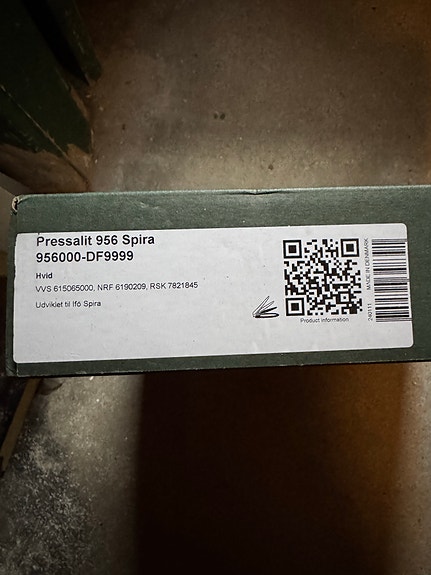 Pressalit 956 Spira
956000-DF9999
Hvid
VVS 615065000, NRF 6190209, RSK 7821845
Udviklet til Ifö Spira
Product information
240311
MADE IN DENMARK